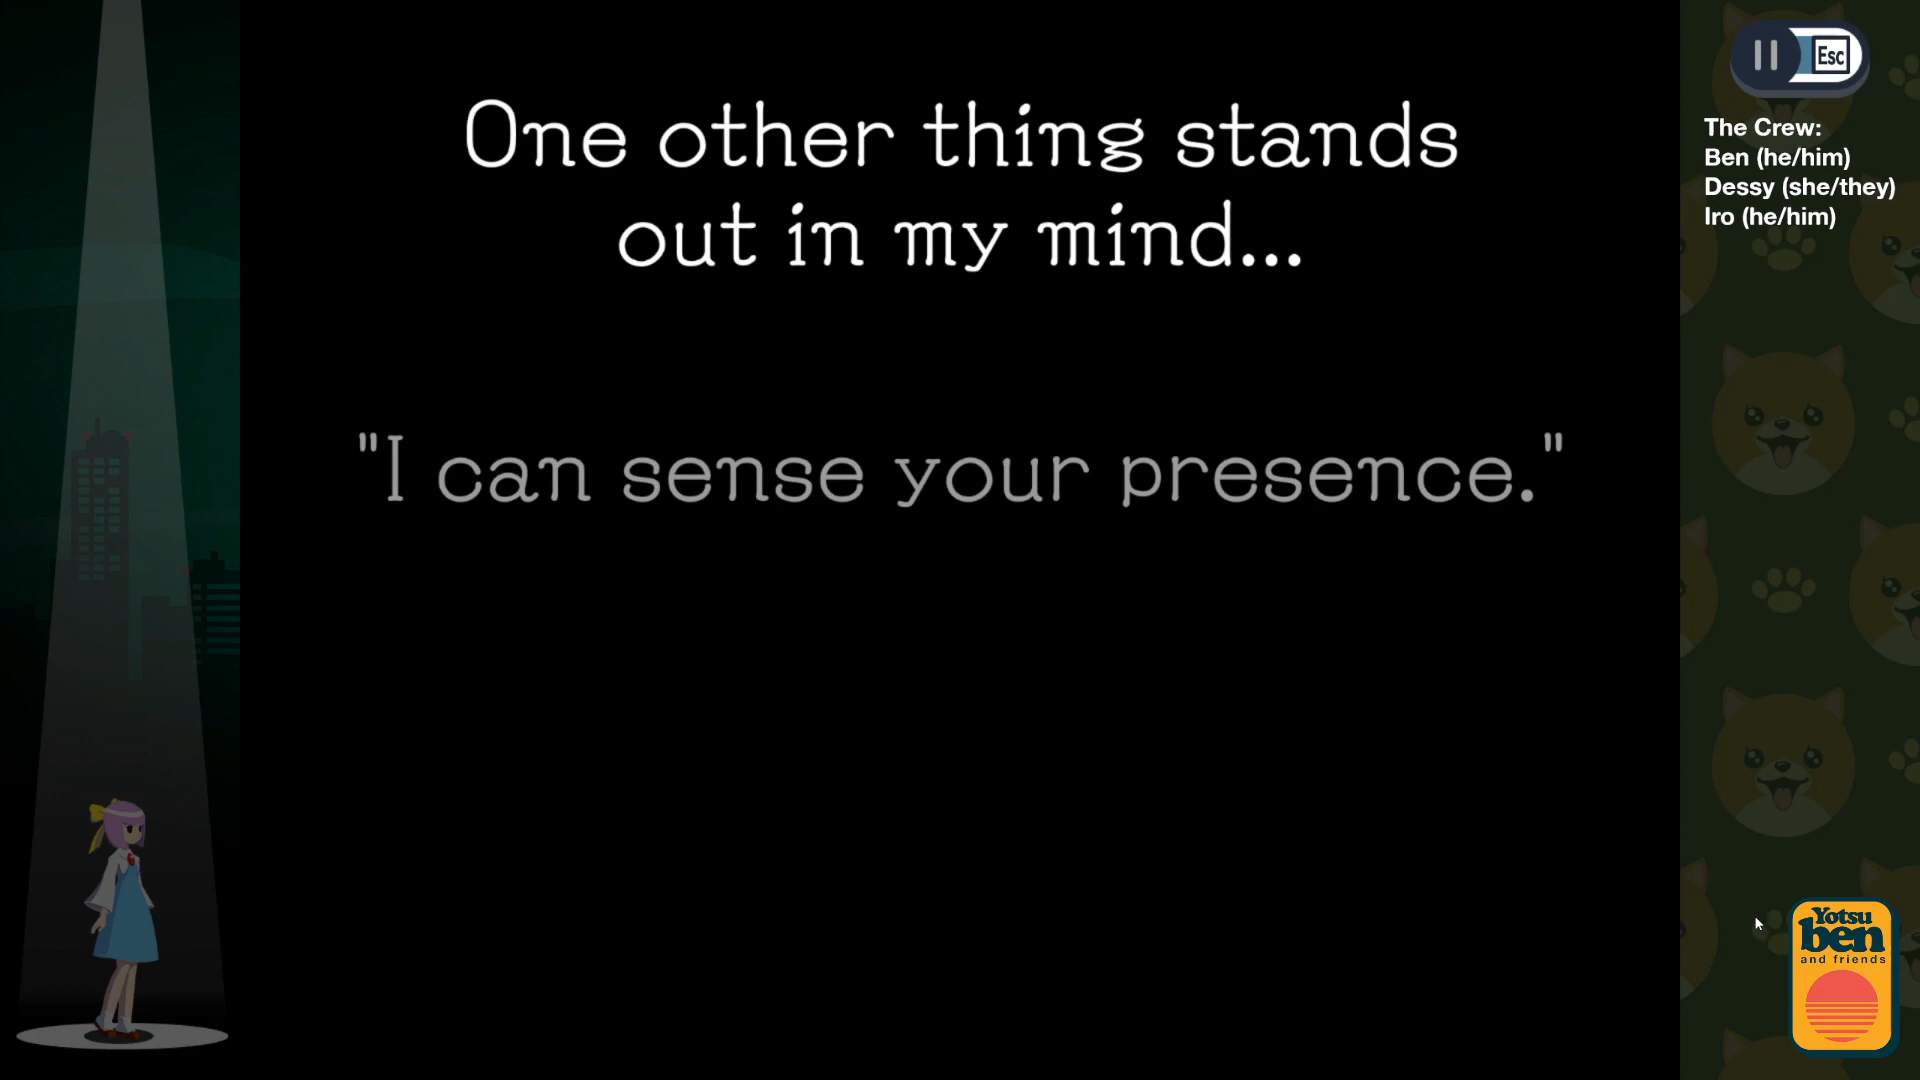 One other thing stands
out in my mind...
"I can sense your presence."
Esc
The Crew:
Ben (he/him)
Dessy (she/they)
Iro (he/him)
Yotsu
ben
and friends